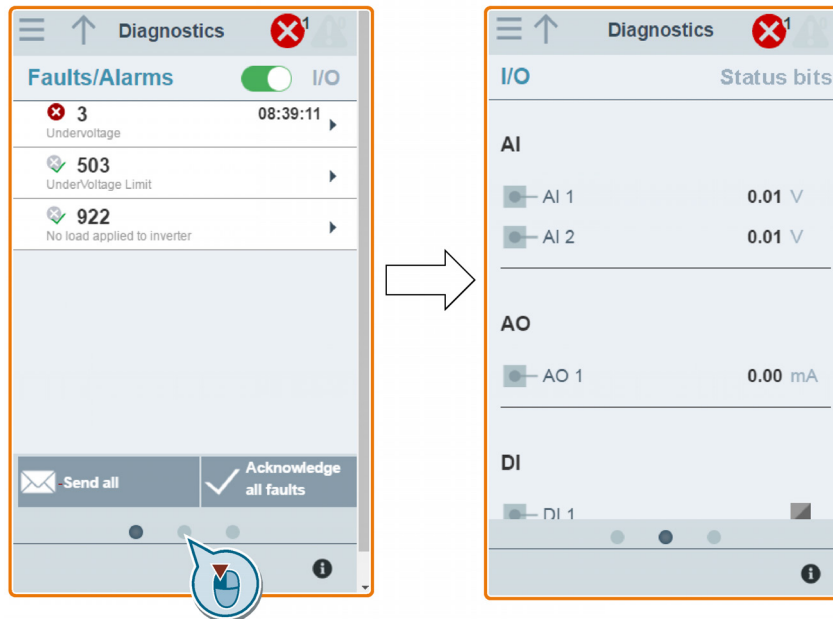 Diagnostics
1
Faults/Alarms
I/O
3
08:39:11
Undervoltage
503
UnderVoltage Limit
922
No load applied to inverter
-Send all
Acknowledge
all faults
Diagnostics
1
I/O
Status bits
AI
AI 1
0.01 V
AI 2
0.01 V
AO
AO 1
0.00 mA
DI
DI 1